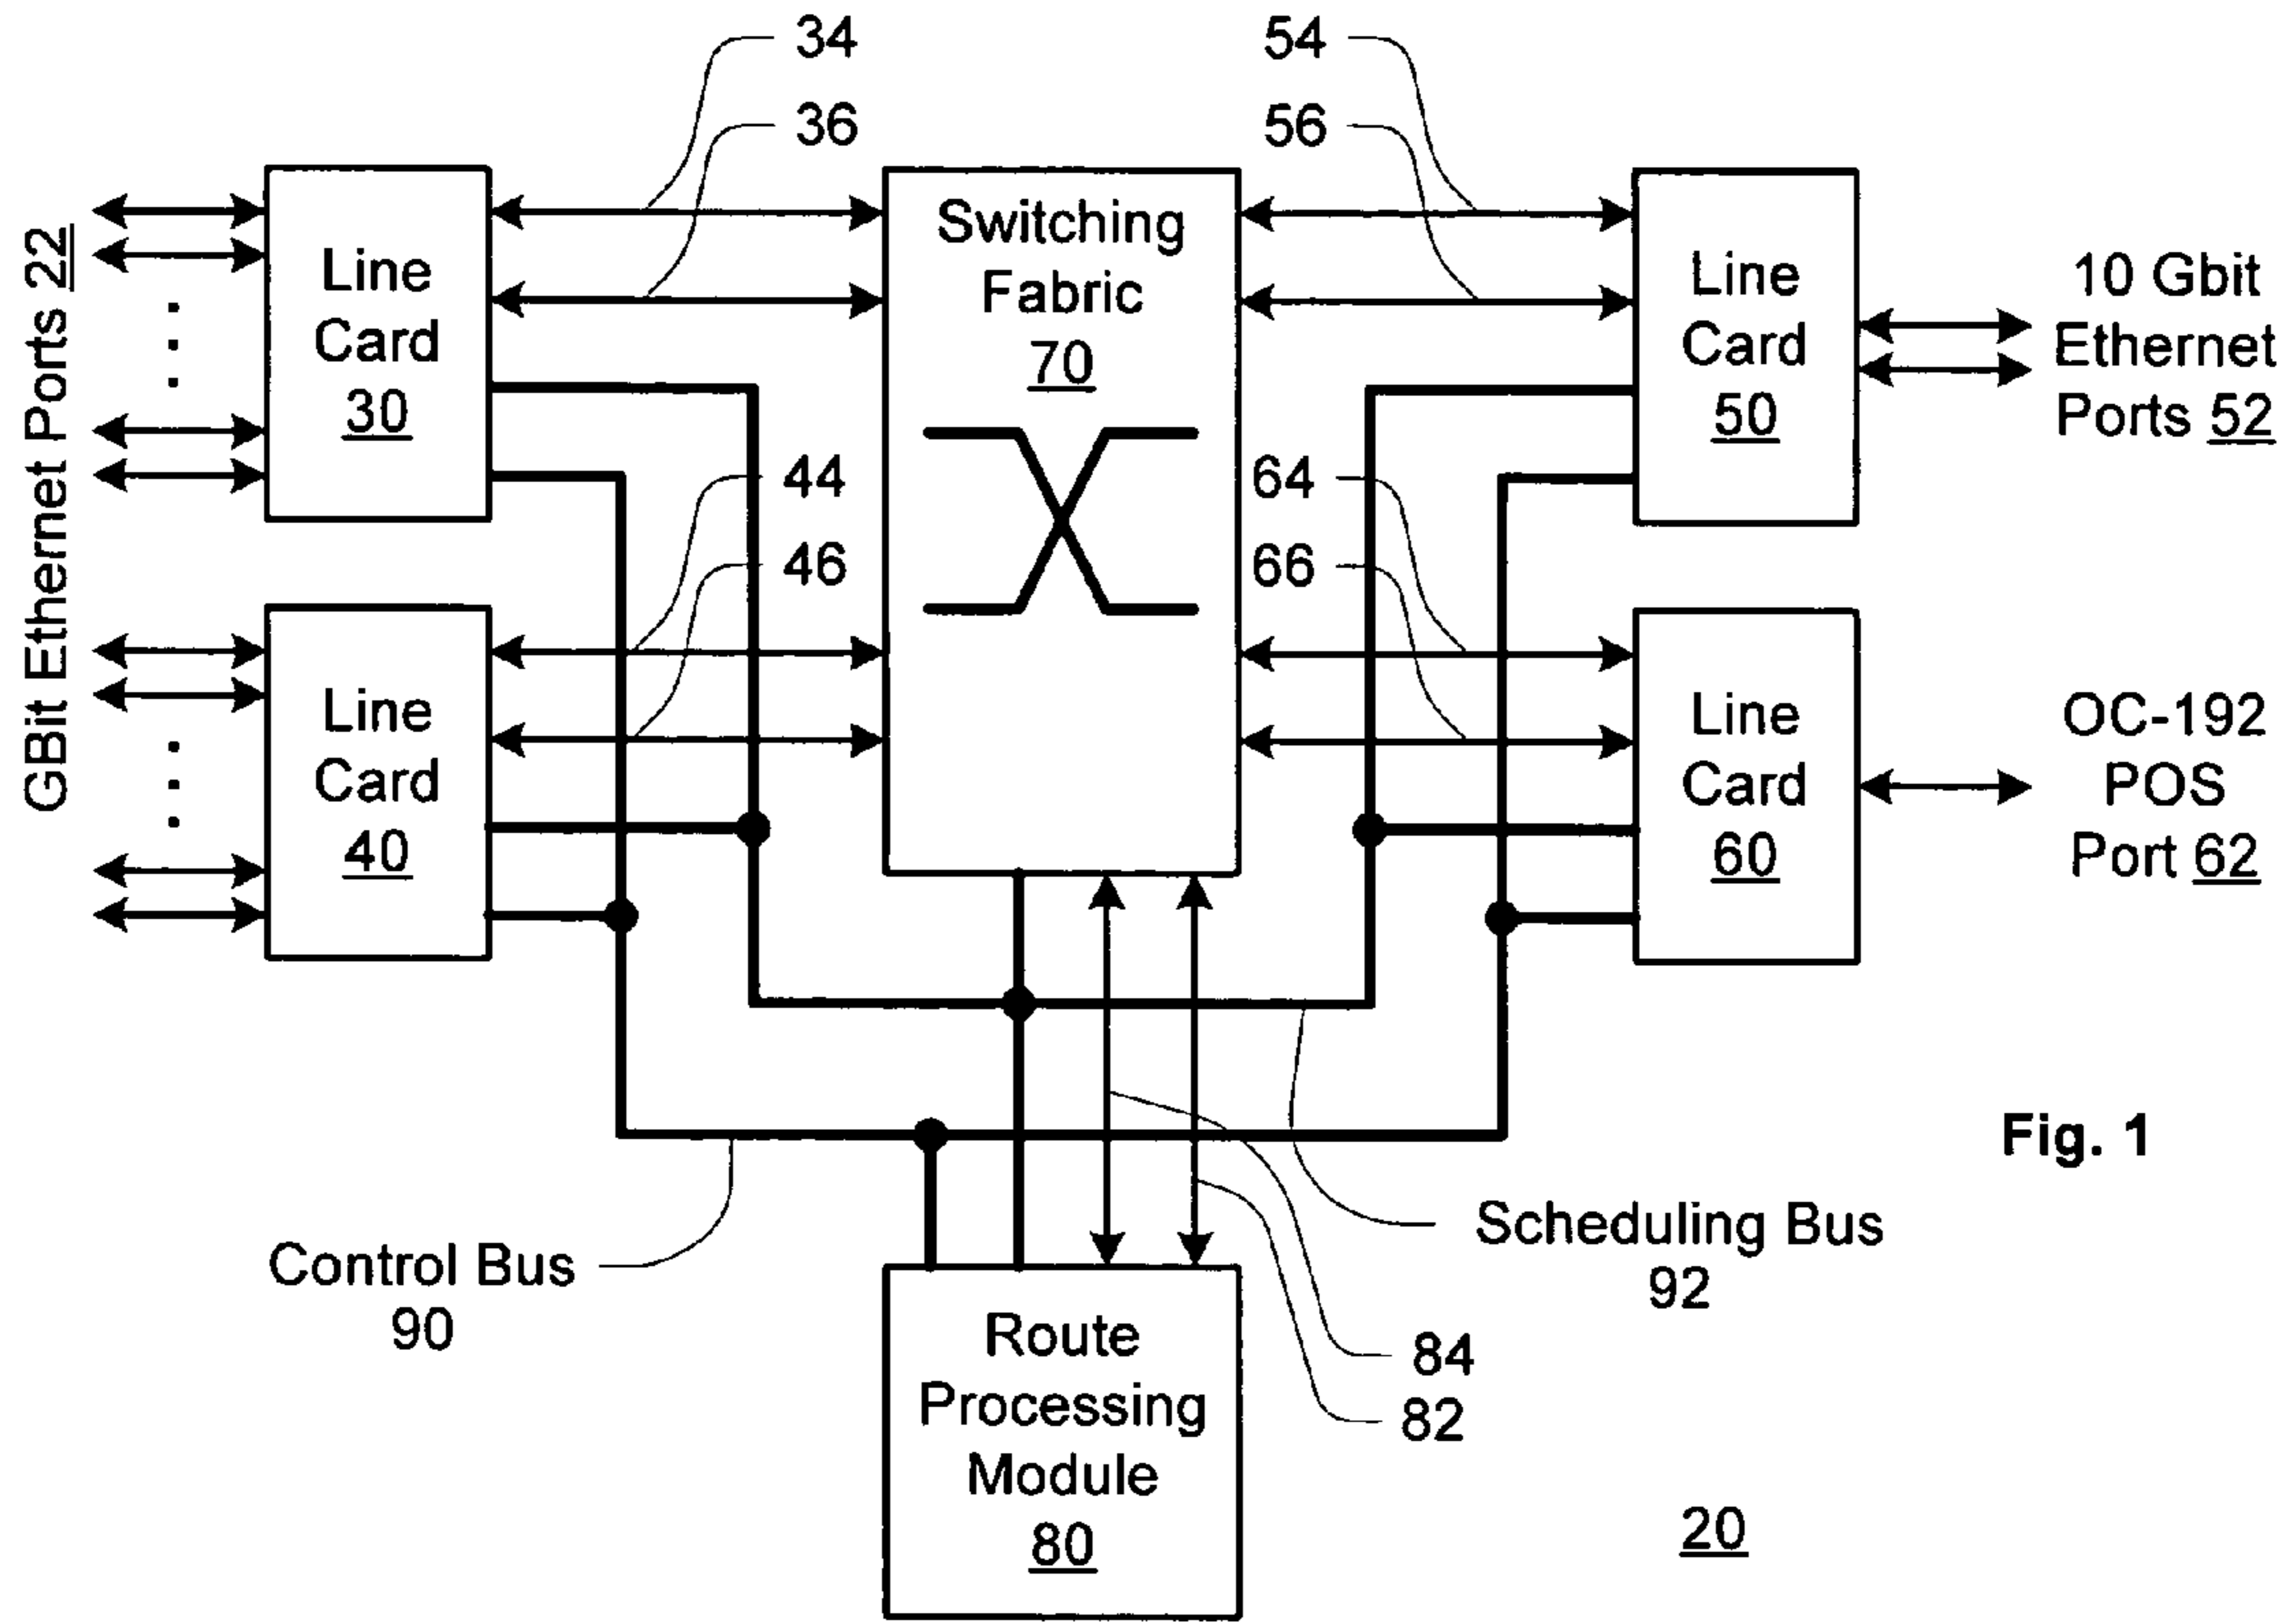 34
54
36
56
GBit Ethernet Ports 22
Line
Card
30
Switching
Fabric
70
Line
Card
50
10 Gbit
Ethernet
Ports 52
44
64
46
66
Line
Card
40
Line
Card
60
OC-192
POS
Port 62
Fig. 1
Control Bus
90
Scheduling Bus
92
84
82
Route
Processing
Module
80
20